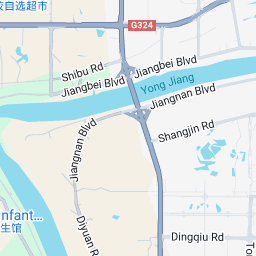 自选超市
G324
Shibu Rd
Jiangbei Blvd
Jiangbei Blvd
Yong Jiang
Jiangnan Blvd
Jiangnan Blvd
Shangjin Rd
nfant...
生馆
Diyuan R
Dingqiu Rd
To